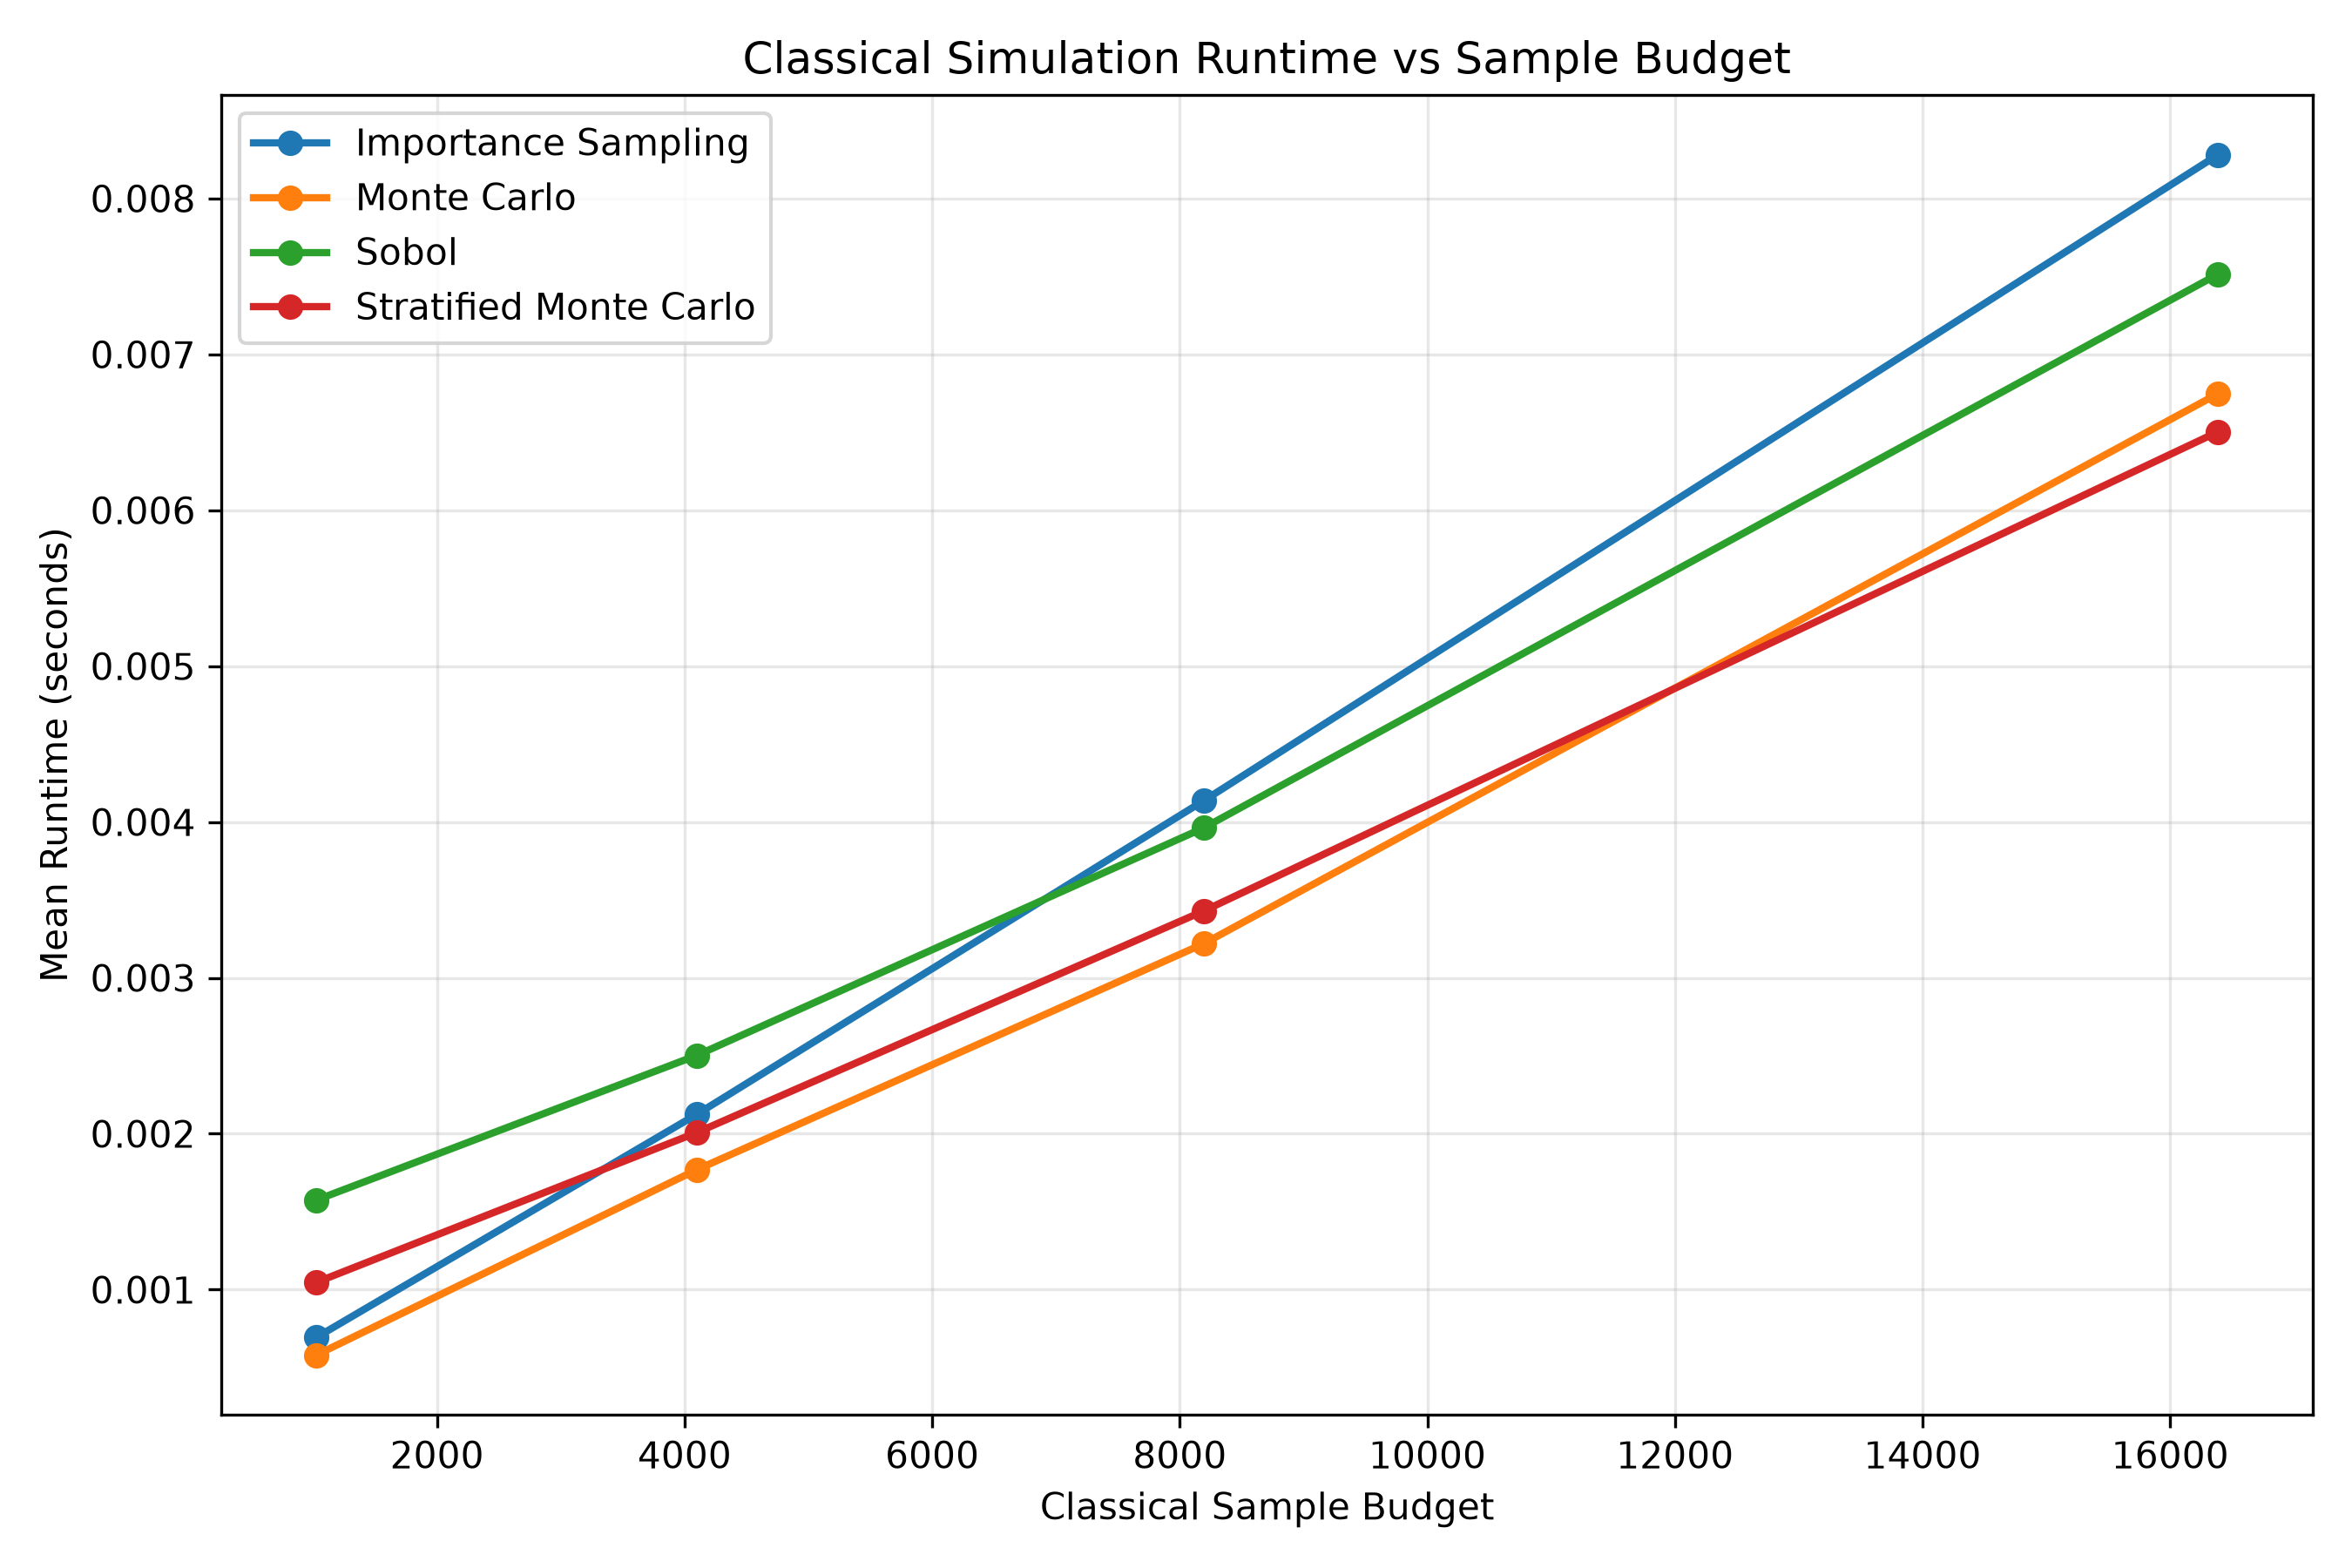 Classical Simulation Runtime vs Sample Budget
Importance Sampling
Monte Carlo
Sobol
Stratified Monte Carlo
0.008
0.007
0.006
0.005
0.004
0.003
0.002
0.001
Mean Runtime (seconds)
2000 4000 6000 8000 10000 12000 14000 16000
Classical Sample Budget